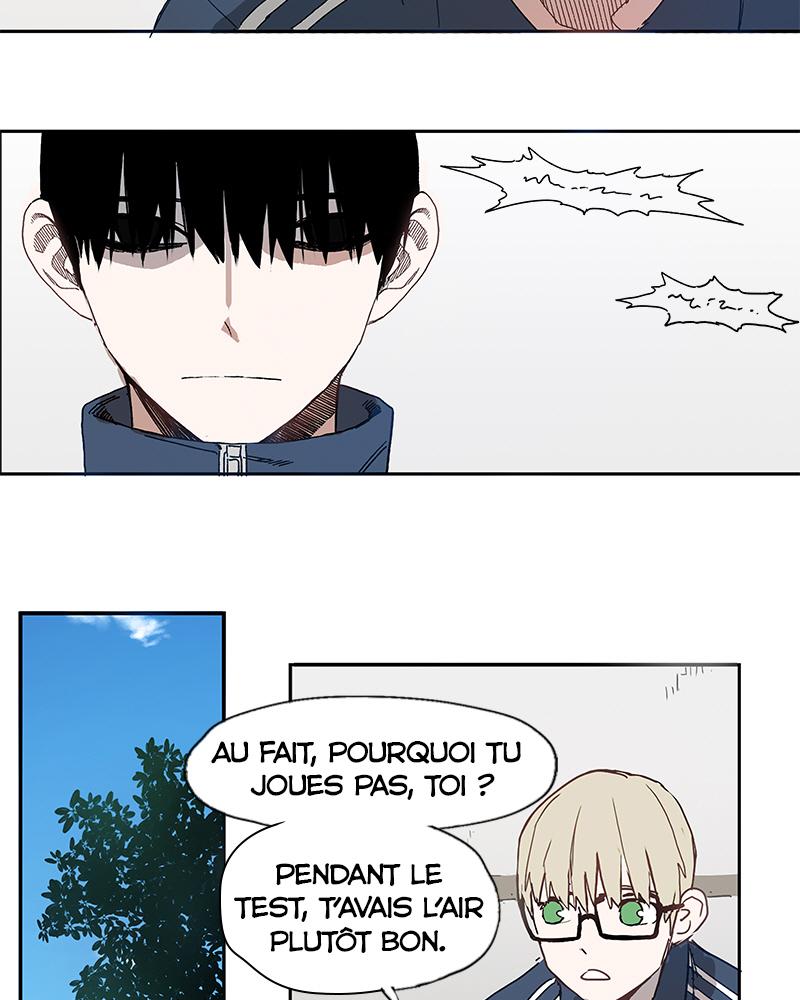 AU FAIT, POURQUOI TU
JOUES PAS, TOI ?
PENDANT LE
TEST, T'AVAIS L'AIR
PLUTÔT BON.